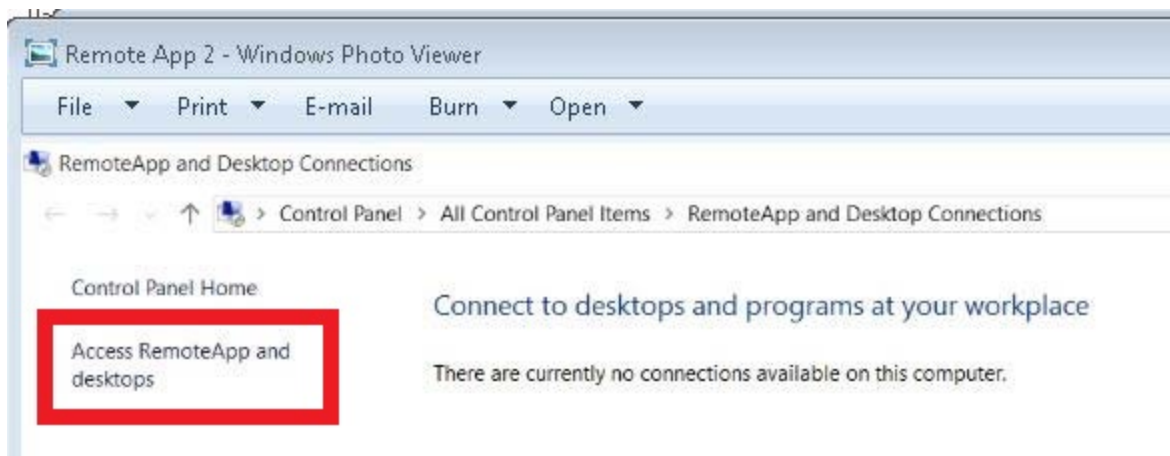 Remote App 2 - Windows Photo Viewer
File Print E-mail Burn Open
RemoteApp and Desktop Connections
Control Panel > All Control Panel Items > RemoteApp and Desktop Connections
Control Panel Home
Access RemoteApp and
desktops
Connect to desktops and programs at your workplace
There are currently no connections available on this computer.